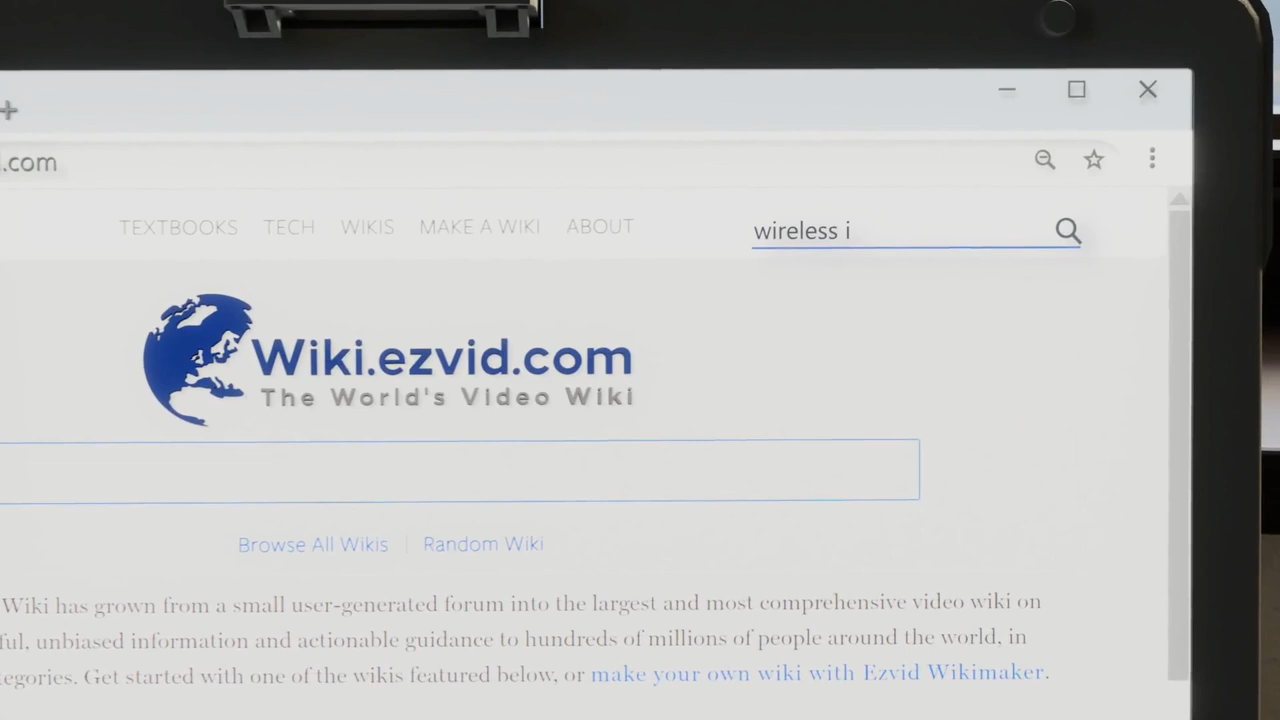 .com
TEXTBOOKS TECH WIKIS MAKE A WIKI ABOUT
wireless i
Wiki.ezvid.com
The World's Video Wiki
Browse All Wikis | Random Wiki
Wiki has grown from a small user-generated forum into the largest and most comprehensive video wiki on
unbiased information and actionable guidance to hundreds of millions of people around the world, in
Get started with one of the wikis featured below, or make your own wiki with Ezvid Wikimaker.